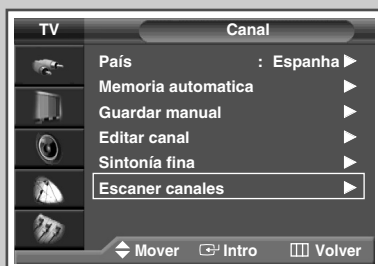 TV Canal
País : Espanha
Memoria automatica
Guardar manual
Editar canal
Sintonía fina
Escaner canales
Mover Intro Volver